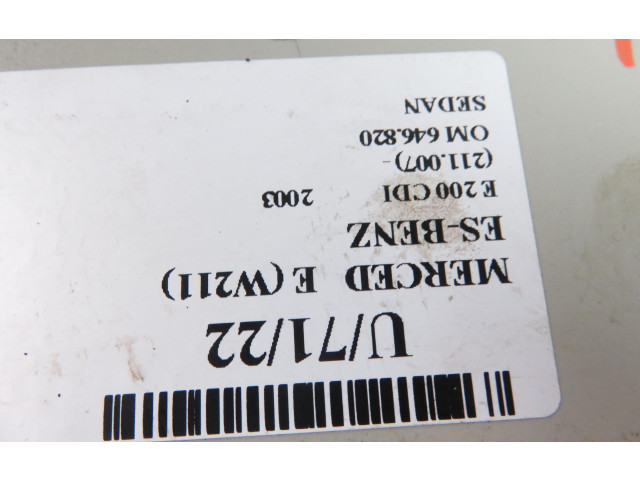 U/71/22
MERCED E (W211)
ES-BENZ
E 200 CDI 2003
(211.007) -
OM 646.820
SEDAN